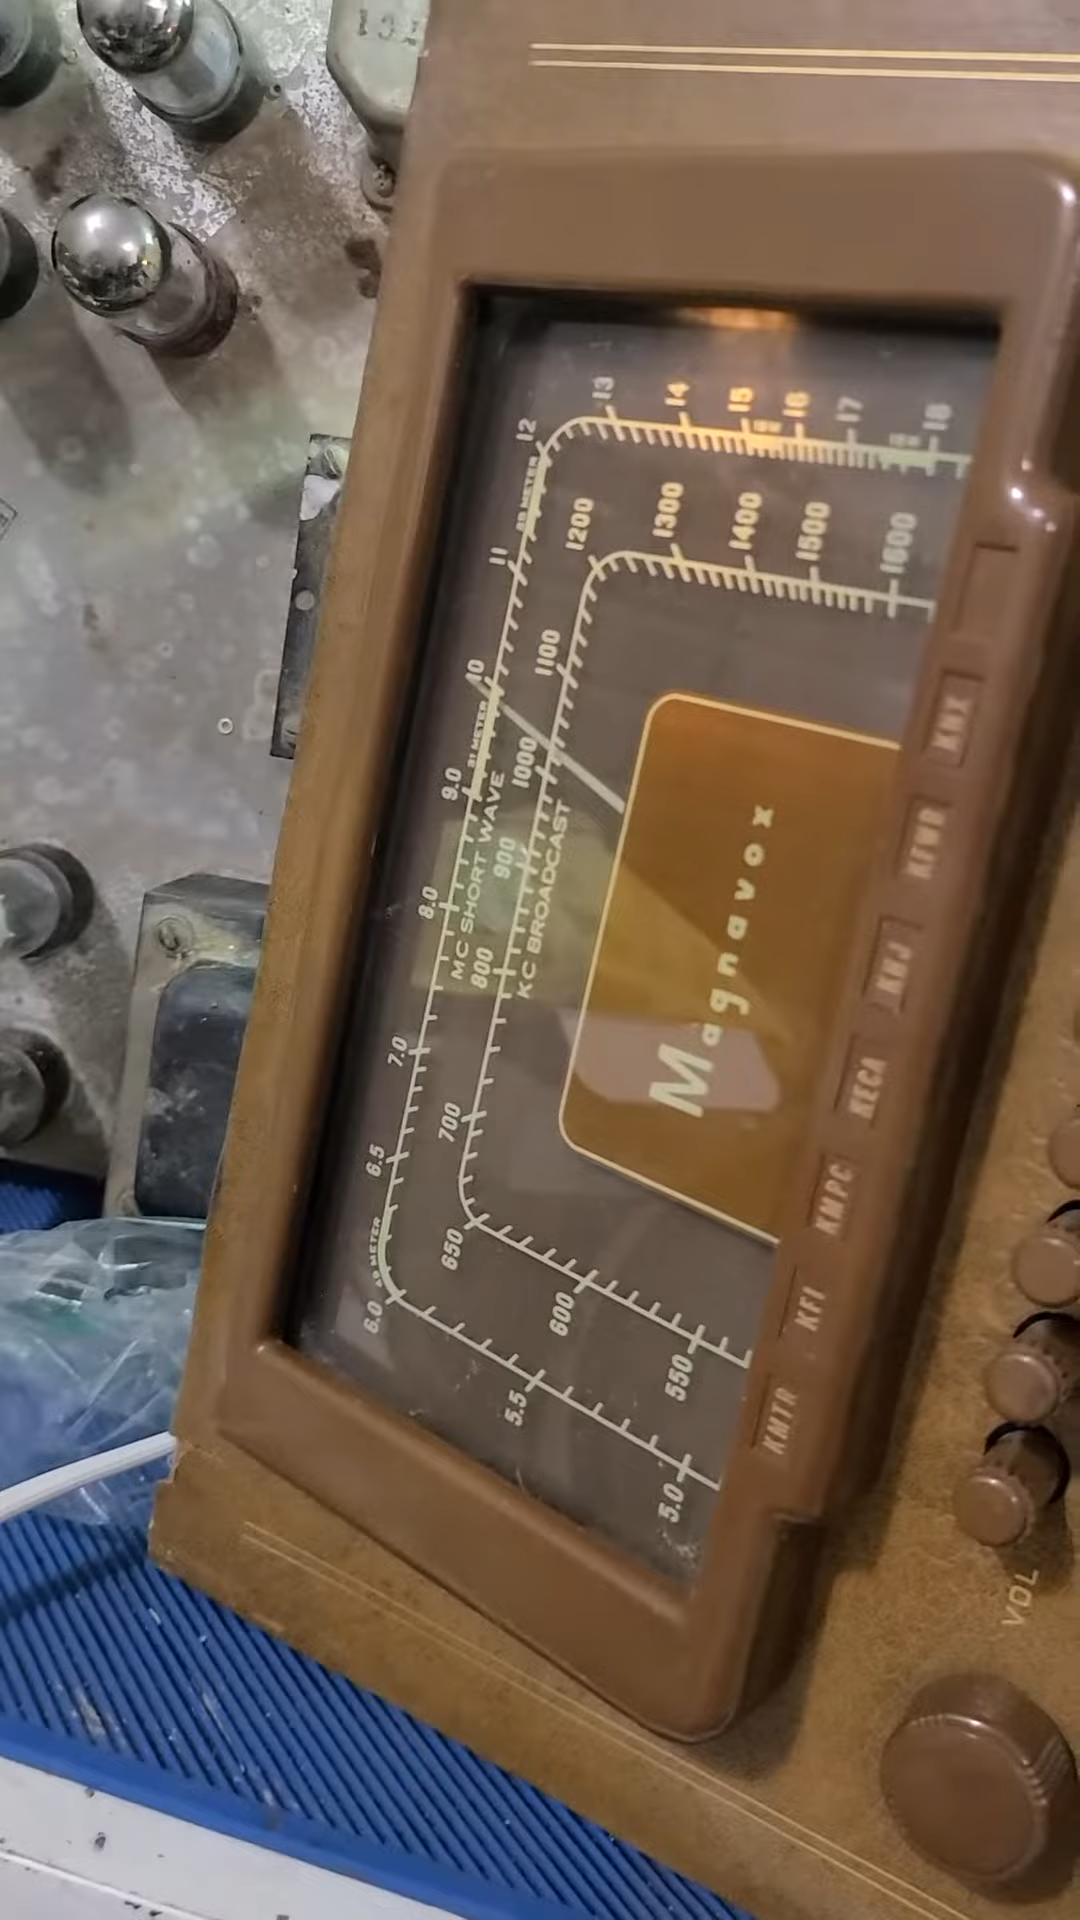 5.0 5.5 6.0 6.5 7.0 8.0 9.0 10 11 12 13 14 15 16 17 18
49 METER 31 METER 25 METER
MC SHORT WAVE
550 600 650 700 800 900 1000 1100 1200 1300 1400 1500 1600
KC BROADCAST
Magnavox
KMTR KFI KMPC KECA KHJ KFWB KNX
VOL